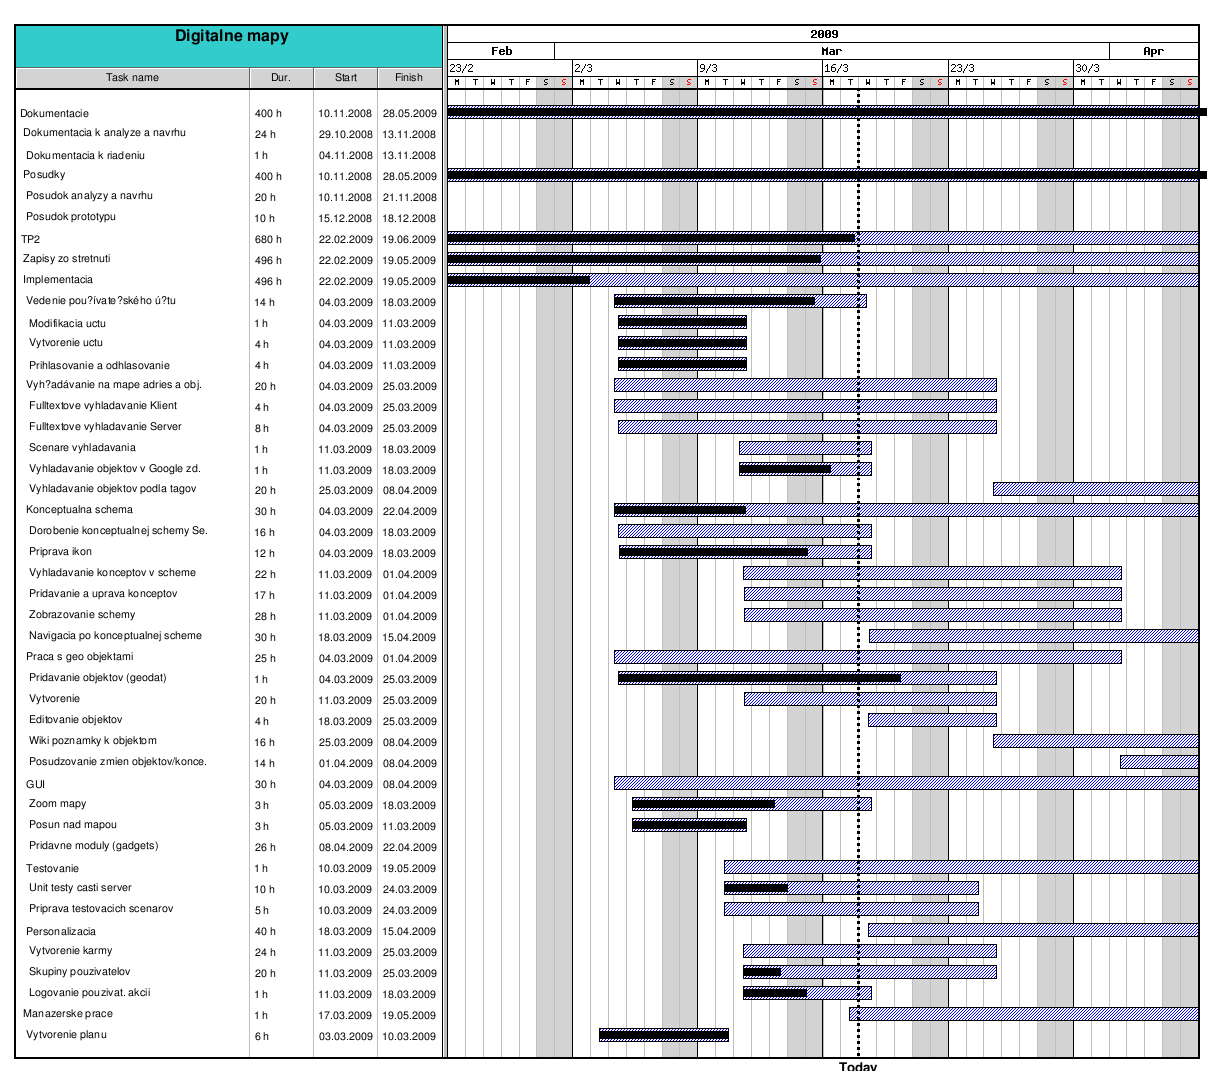 Digitalne mapy
2009
Feb Mar Apr
23/2 2/3 9/3 16/3 23/3 30/3
Task name Dur. Start Finish
M T W T F S S M T W T F S S M T W T F S S M T W T F S S M T W T F S S M T W T F S S
Dokumentacie 400 h 10.11.2008 28.05.2009
Dokumentacia k analyze a navrhu 24 h 29.10.2008 13.11.2008
Dokumentacia k riadeniu 1 h 04.11.2008 13.11.2008
Posudky 400 h 10.11.2008 28.05.2009
Posudok analyzy a navrhu 20 h 10.11.2008 21.11.2008
Posudok prototypu 10 h 15.12.2008 18.12.2008
TP2 680 h 22.02.2009 19.06.2009
Zapisy zo stretnuti 496 h 22.02.2009 19.05.2009
Implementacia 496 h 22.02.2009 19.05.2009
Vedenie pou?ívate?ského ú?tu 14 h 04.03.2009 18.03.2009
Modifikacia uctu 1 h 04.03.2009 11.03.2009
Vytvorenie uctu 4 h 04.03.2009 11.03.2009
Prihlasovanie a odhlasovanie 4 h 04.03.2009 11.03.2009
Vyh?adávanie na mape adries a obj. 20 h 04.03.2009 25.03.2009
Fulltextove vyhladavanie Klient 4 h 04.03.2009 25.03.2009
Fulltextove vyhladavanie Server 8 h 04.03.2009 25.03.2009
Scenare vyhladavania 1 h 11.03.2009 18.03.2009
Vyhladavanie objektov v Google zd. 1 h 11.03.2009 18.03.2009
Vyhladavanie objektov podla tagov 20 h 25.03.2009 08.04.2009
Konceptualna schema 30 h 04.03.2009 22.04.2009
Dorobenie konceptualnej schemy Se. 16 h 04.03.2009 18.03.2009
Priprava ikon 12 h 04.03.2009 18.03.2009
Vyhladavanie konceptov v scheme 22 h 11.03.2009 01.04.2009
Pridavanie a uprava konceptov 17 h 11.03.2009 01.04.2009
Zobrazovanie schemy 28 h 11.03.2009 01.04.2009
Navigacia po konceptualnej scheme 30 h 18.03.2009 15.04.2009
Praca s geo objektami 25 h 04.03.2009 01.04.2009
Pridavanie objektov (geodat) 1 h 04.03.2009 25.03.2009
Vytvorenie 20 h 11.03.2009 25.03.2009
Editovanie objektov 4 h 18.03.2009 25.03.2009
Wiki poznamky k objektom 16 h 25.03.2009 08.04.2009
Posudzovanie zmien objektov/konce. 14 h 01.04.2009 08.04.2009
GUI 30 h 04.03.2009 08.04.2009
Zoom mapy 3 h 05.03.2009 18.03.2009
Posun nad mapou 3 h 05.03.2009 11.03.2009
Pridavne moduly (gadgets) 26 h 08.04.2009 22.04.2009
Testovanie 1 h 10.03.2009 19.05.2009
Unit testy casti server 10 h 10.03.2009 24.03.2009
Priprava testovacich scenarov 5 h 10.03.2009 24.03.2009
Personalizacia 40 h 18.03.2009 15.04.2009
Vytvorenie karmy 24 h 11.03.2009 25.03.2009
Skupiny pouzivatelov 20 h 11.03.2009 25.03.2009
Logovanie pouzivat. akcii 1 h 11.03.2009 18.03.2009
Manazerske prace 1 h 17.03.2009 19.05.2009
Vytvorenie planu 6 h 03.03.2009 10.03.2009
Today